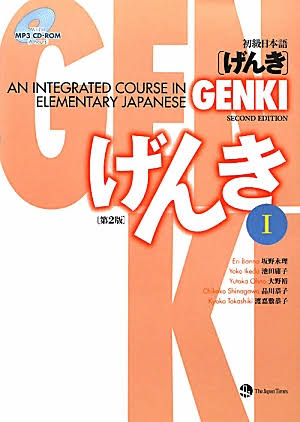 MP3 CD-ROM
初級日本語
[げんき]
AN INTEGRATED COURSE IN
ELEMENTARY JAPANESE
GENKI
SECOND EDITION
げんき
[第2版]
I
Eri Banno 坂野永理
Yoko Ikeda 池田庸子
Yutaka Ohno 大野裕
Chikako Shinagawa 品川恭子
Kyoko Tokashiki 渡嘉敷恭子
The Japan Times
GENKI